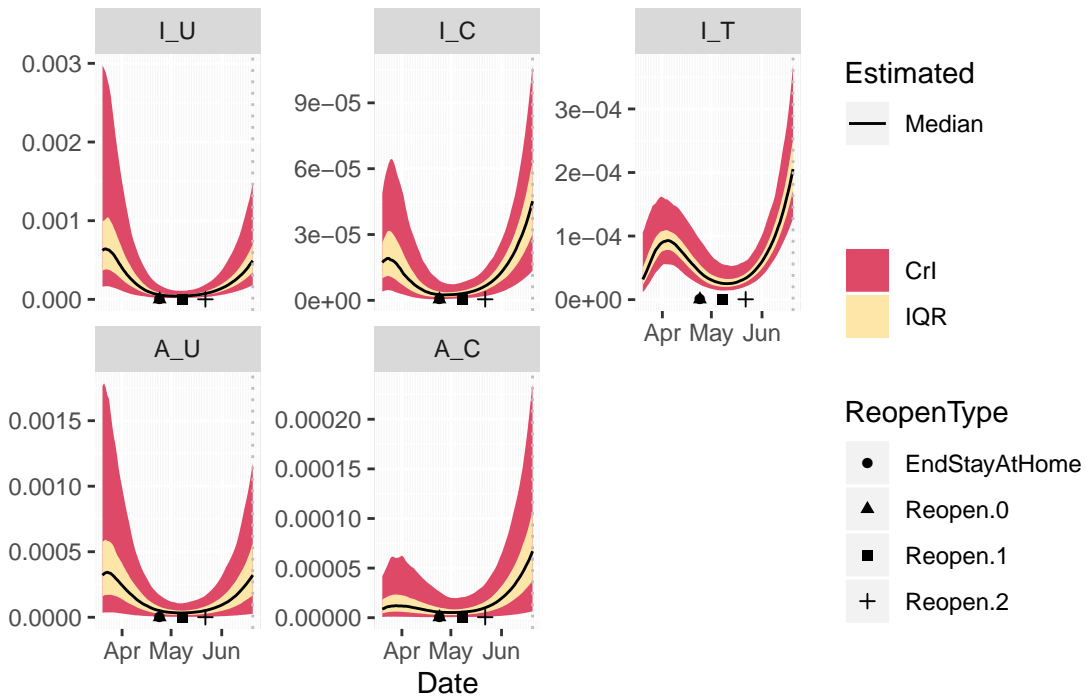 I_U
I_C
I_T
0.003
0.002
0.001
0.000
9e−05
6e−05
3e−05
0e+00
3e−04
2e−04
1e−04
0e+00
Apr May Jun
A_U
A_C
0.0015
0.0010
0.0005
0.0000
0.00020
0.00015
0.00010
0.00005
0.00000
Apr May Jun
Apr May Jun
Date
Estimated
Median
CrI
IQR
ReopenType
EndStayAtHome
Reopen.0
Reopen.1
Reopen.2